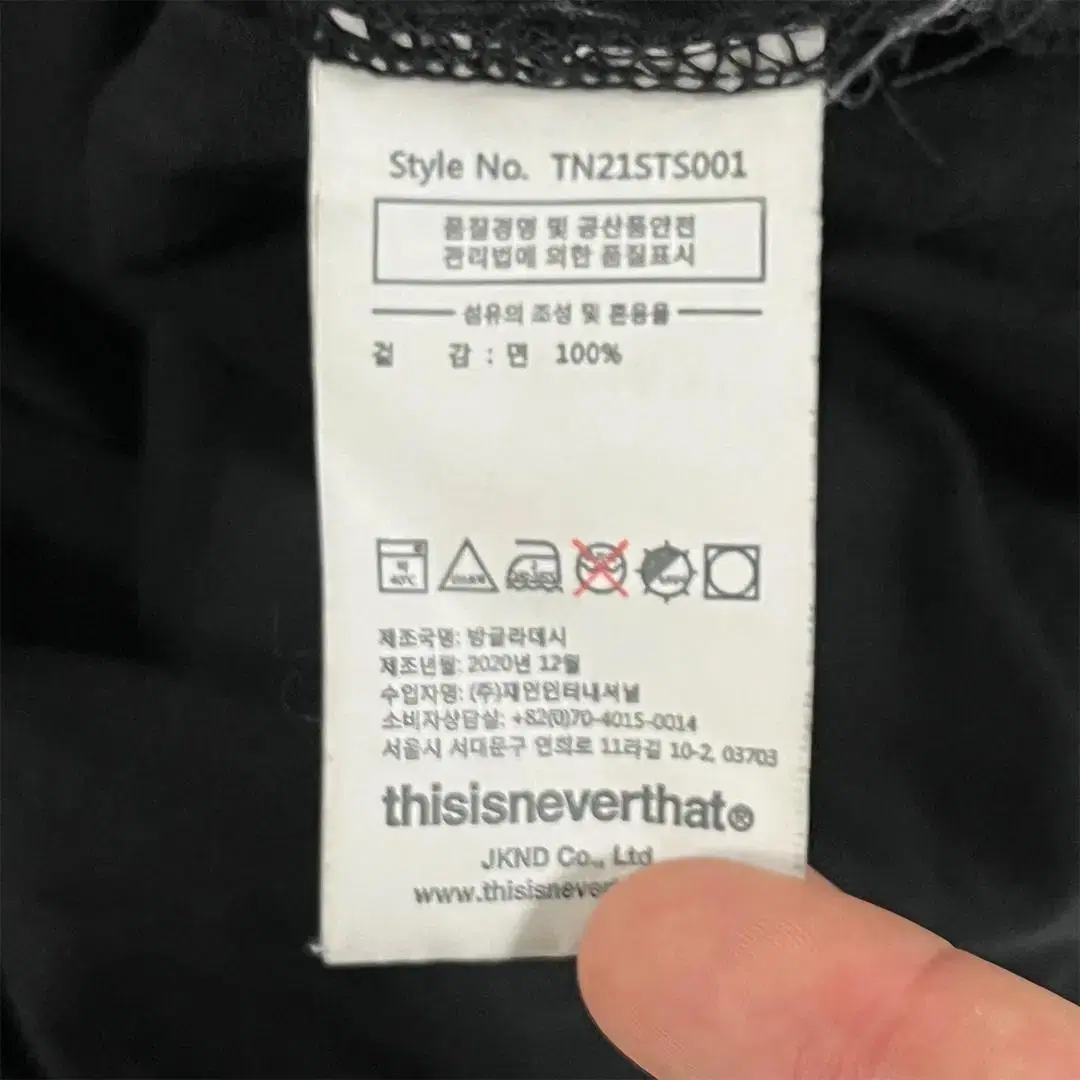 Style No. TN21STS001
품질경영 및 공산품안전
관리법에 의한 품질표시
섬유의 조성 및 혼용율
겉 감 : 면 100%
약
40℃
제조국명: 방글라데시
제조년월: 2020년 12월
수입자명: (주)제인인터내셔널
소비자상담실: +82(0)70-4015-0014
서울시 서대문구 연희로 11라길 10-2, 03703
thisisneverthat®
JKND Co., Ltd
www.thisisnever